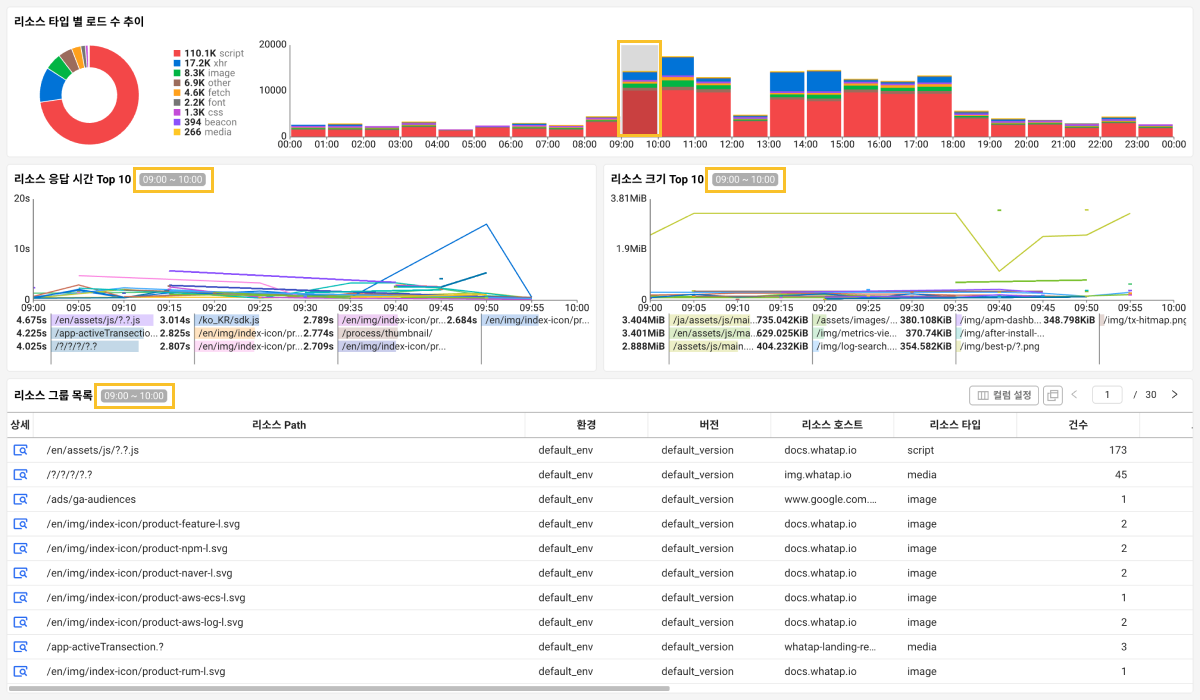 리소스 타입 별 로드 수 추이
110.1K script
17.2K xhr
8.3K image
6.9K other
4.6K fetch
2.2K font
1.3K css
394 beacon
266 media
20000
10000
0
00:00 01:00 02:00 03:00 04:00 05:00 06:00 07:00 08:00 09:00 10:00 11:00 12:00 13:00 14:00 15:00 16:00 17:00 18:00 19:00 20:00 21:00 22:00 23:00 00:00
리소스 응답 시간 Top 10 09:00 ~ 10:00
20s
10s
0
09:00 09:05 09:10 09:15 09:20 09:25 09:30 09:35 09:40 09:45 09:50 09:55 10:00
4.675s /en/assets/js/?.?.js 3.014s /ko_KR/sdk.js 2.789s /en/img/index-icon/pr... 2.684s /en/img/index-icon/pr...
4.225s /app-activeTransactio... 2.825s /en/img/index-icon/pr... 2.774s /process/thumbnail/
4.025s /?/?/?/?.? 2.807s /en/img/index-icon/pr... 2.709s /en/img/index-icon/pr...
리소스 크기 Top 10 09:00 ~ 10:00
3.81MiB
1.9MiB
0
09:00 09:05 09:10 09:15 09:20 09:25 09:30 09:35 09:40 09:45 09:50 09:55 10:00
3.404MiB /ja/assets/js/mai... 735.042KiB /assets/images/... 380.108KiB /img/apm-dashb... 348.798KiB /img/tx-hitmap.png
3.401MiB /en/assets/js/ma... 629.025KiB /img/metrics-vie... 370.74KiB /img/after-install-...
2.888MiB /assets/js/main.... 404.232KiB /img/log-search.... 354.582KiB /img/best-p/?.png
리소스 그룹 목록 09:00 ~ 10:00
컬럼 설정 1 / 30
상세 리소스 Path 환경 버전 리소스 호스트 리소스 타입 건수
/en/assets/js/?.?.js default_env default_version docs.whatap.io script 173
/?/?/?/?.? default_env default_version img.whatap.io media 45
/ads/ga-audiences default_env default_version www.google.com.... image 1
/en/img/index-icon/product-feature-l.svg default_env default_version docs.whatap.io image 2
/en/img/index-icon/product-npm-l.svg default_env default_version docs.whatap.io image 2
/en/img/index-icon/product-naver-l.svg default_env default_version docs.whatap.io image 2
/en/img/index-icon/product-aws-ecs-l.svg default_env default_version docs.whatap.io image 1
/en/img/index-icon/product-aws-log-l.svg default_env default_version docs.whatap.io image 2
/app-activeTransaction.? default_env default_version whatap-landing-re... media 3
/en/img/index-icon/product-rum-l.svg default_env default_version docs.whatap.io image 1